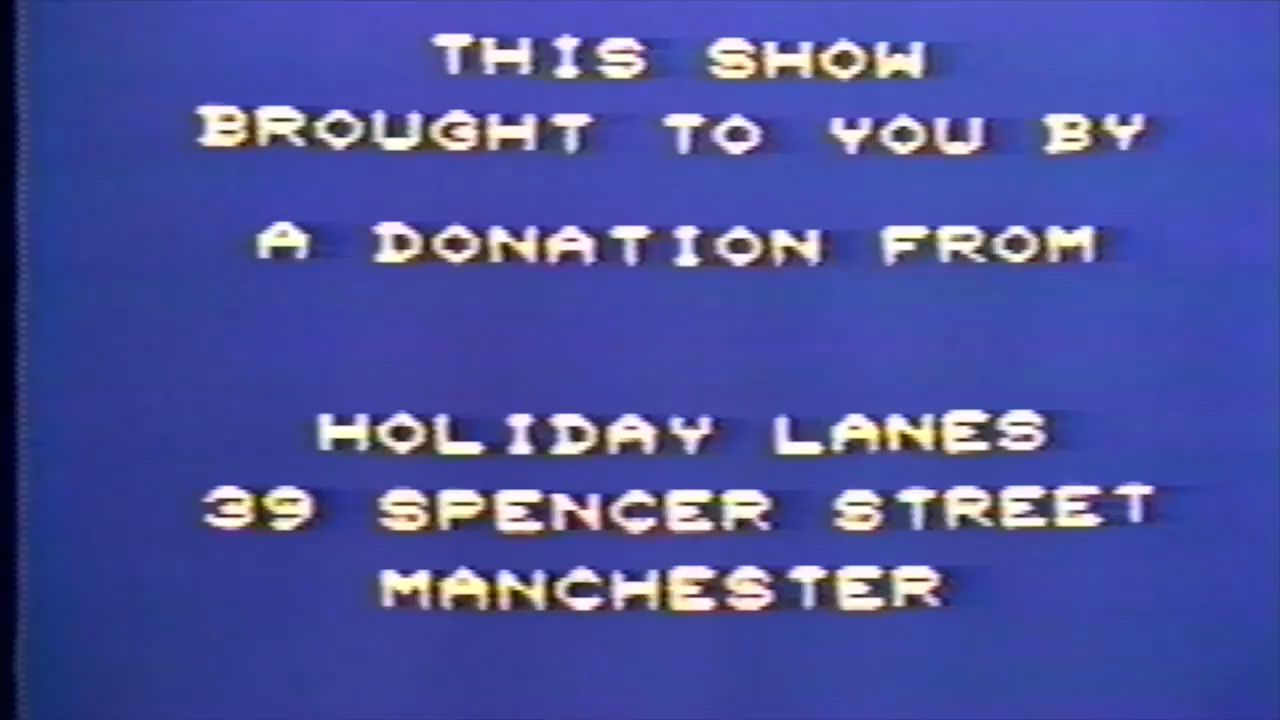 THIS SHOW
BROUGHT TO YOU BY
A DONATION FROM
HOLIDAY LANES
39 SPENCER STREET
MANCHESTER